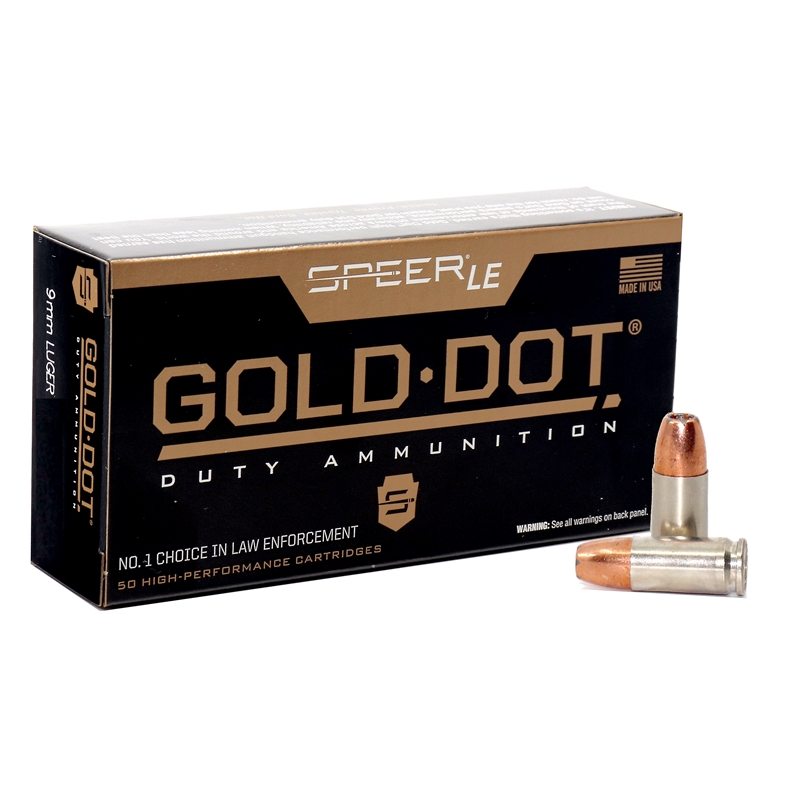 SPEER® LE
MADE IN USA
GOLD·DOT®
DUTY AMMUNITION
S
NO. 1 CHOICE IN LAW ENFORCEMENT
50 HIGH-PERFORMANCE CARTRIDGES
WARNING: See all warnings on back panel.
9mm LUGER
GOLD·DOT®
DUTY AMMUNITION
S